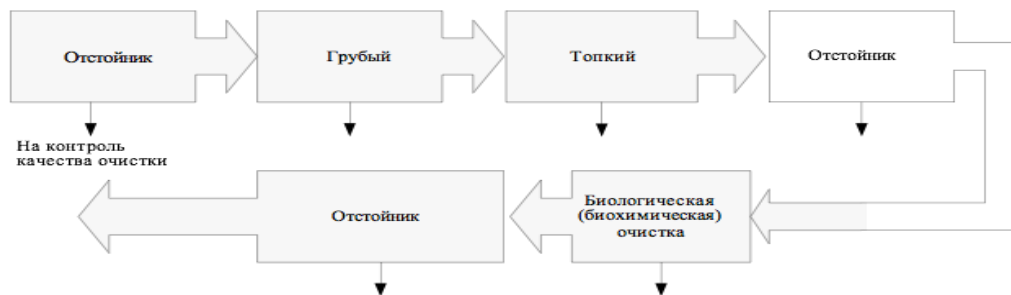 Отстойник
Грубый
Топкий
Отстойник
На контроль
качества очистки
Отстойник
Биологическая
(биохимическая)
очистка